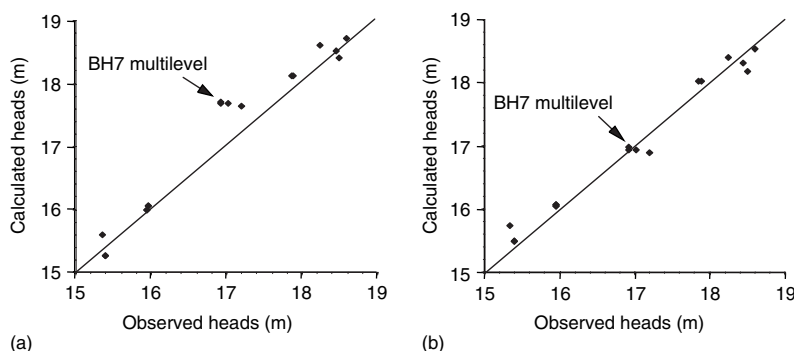 19
18
17
16
15
Calculated heads (m)
BH7 multilevel
15 16 17 18 19
Observed heads (m)
(a)
19
18
17
16
15
Calculated heads (m)
BH7 multilevel
15 16 17 18 19
Observed heads (m)
(b)